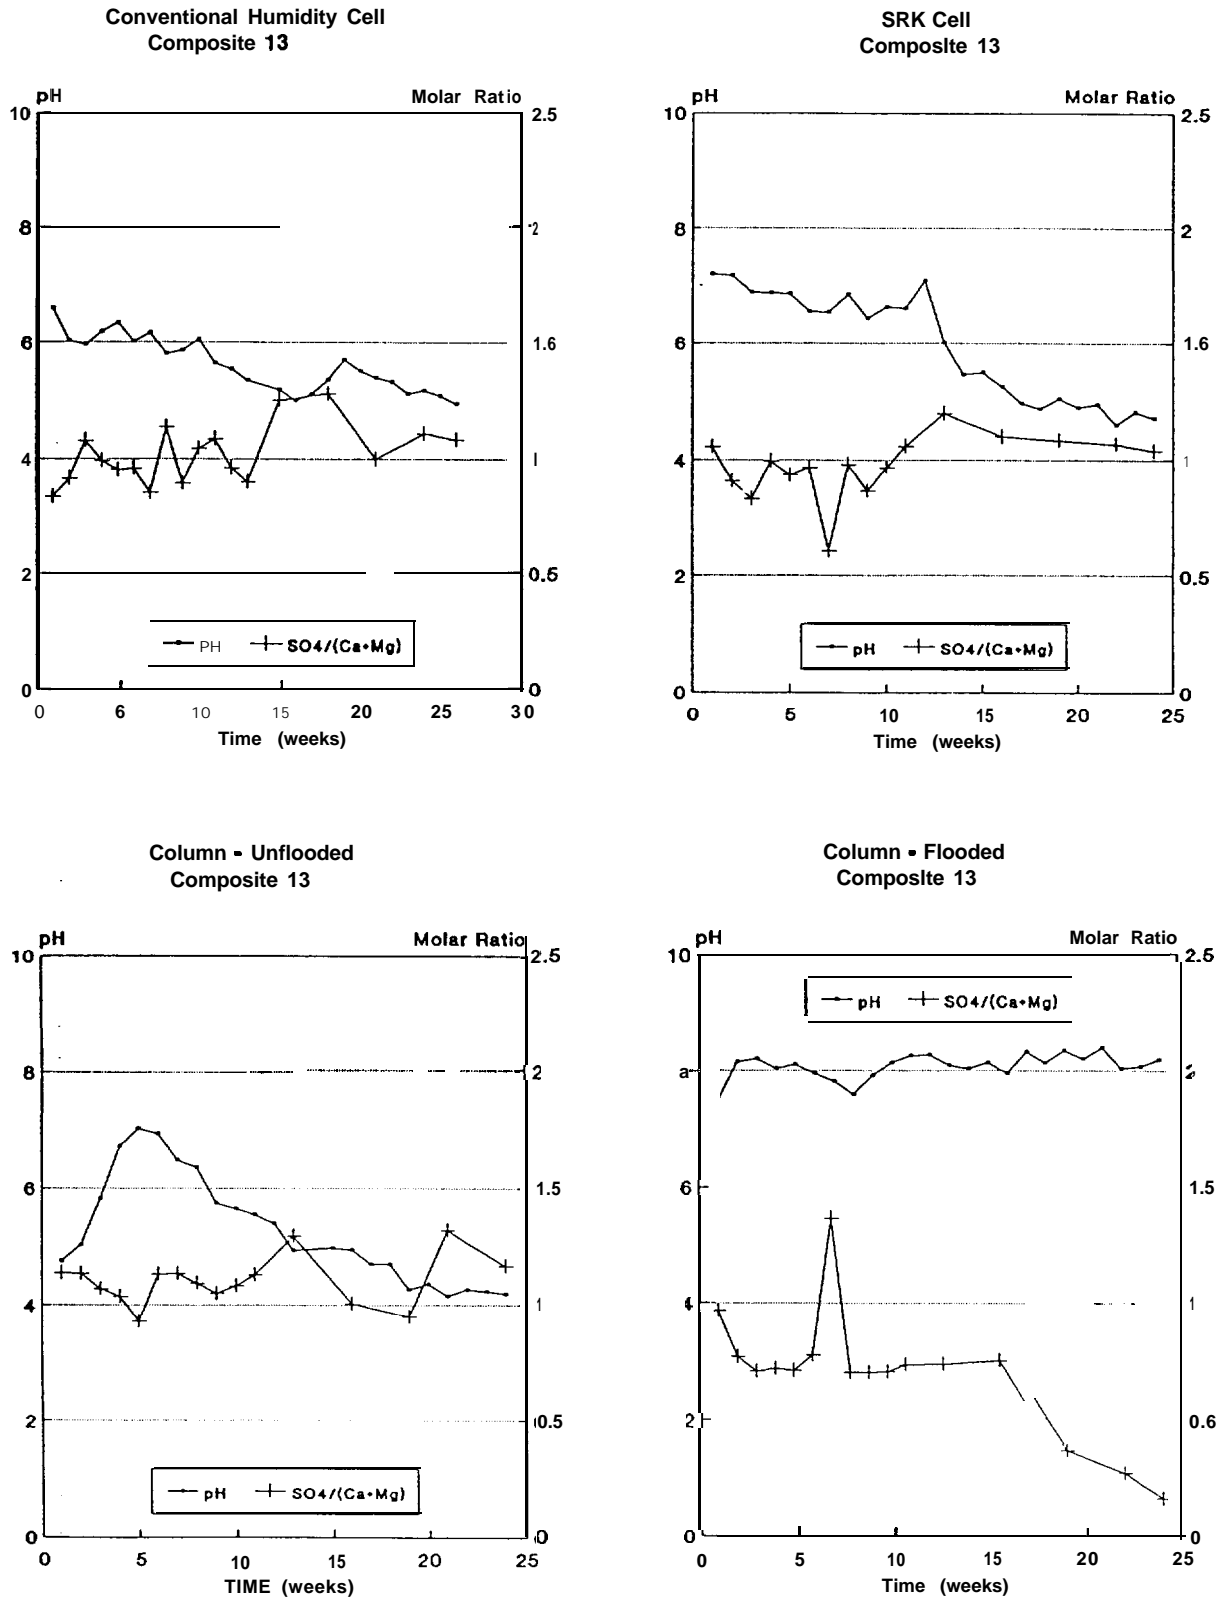 Conventional Humidity Cell
Composite 13
pH
Molar Ratio
10
8
6
4
2
0
2.5
2
1.6
1
0.5
0
PH
SO4/(Ca+Mg)
0
6
10
15
20
25
30
Time (weeks)
SRK Cell
Composlte 13
pH
Molar Ratio
10
8
6
4
2
0
2.5
2
1.6
1
0.5
0
pH
SO4/(Ca+Mg)
0
5
10
15
20
25
Time (weeks)
Column - Unflooded
Composite 13
pH
Molar Ratio
10
8
6
4
2
0
2.5
2
1.5
1
0.5
0
pH
SO4/(Ca+Mg)
0
5
10
15
20
25
TIME (weeks)
Column - Flooded
Composlte 13
pH
Molar Ratio
10
a
6
4
2
0
2.5
2
1.5
1
0.6
0
pH
SO4/(Ca+Mg)
0
5
10
15
20
25
Time (weeks)